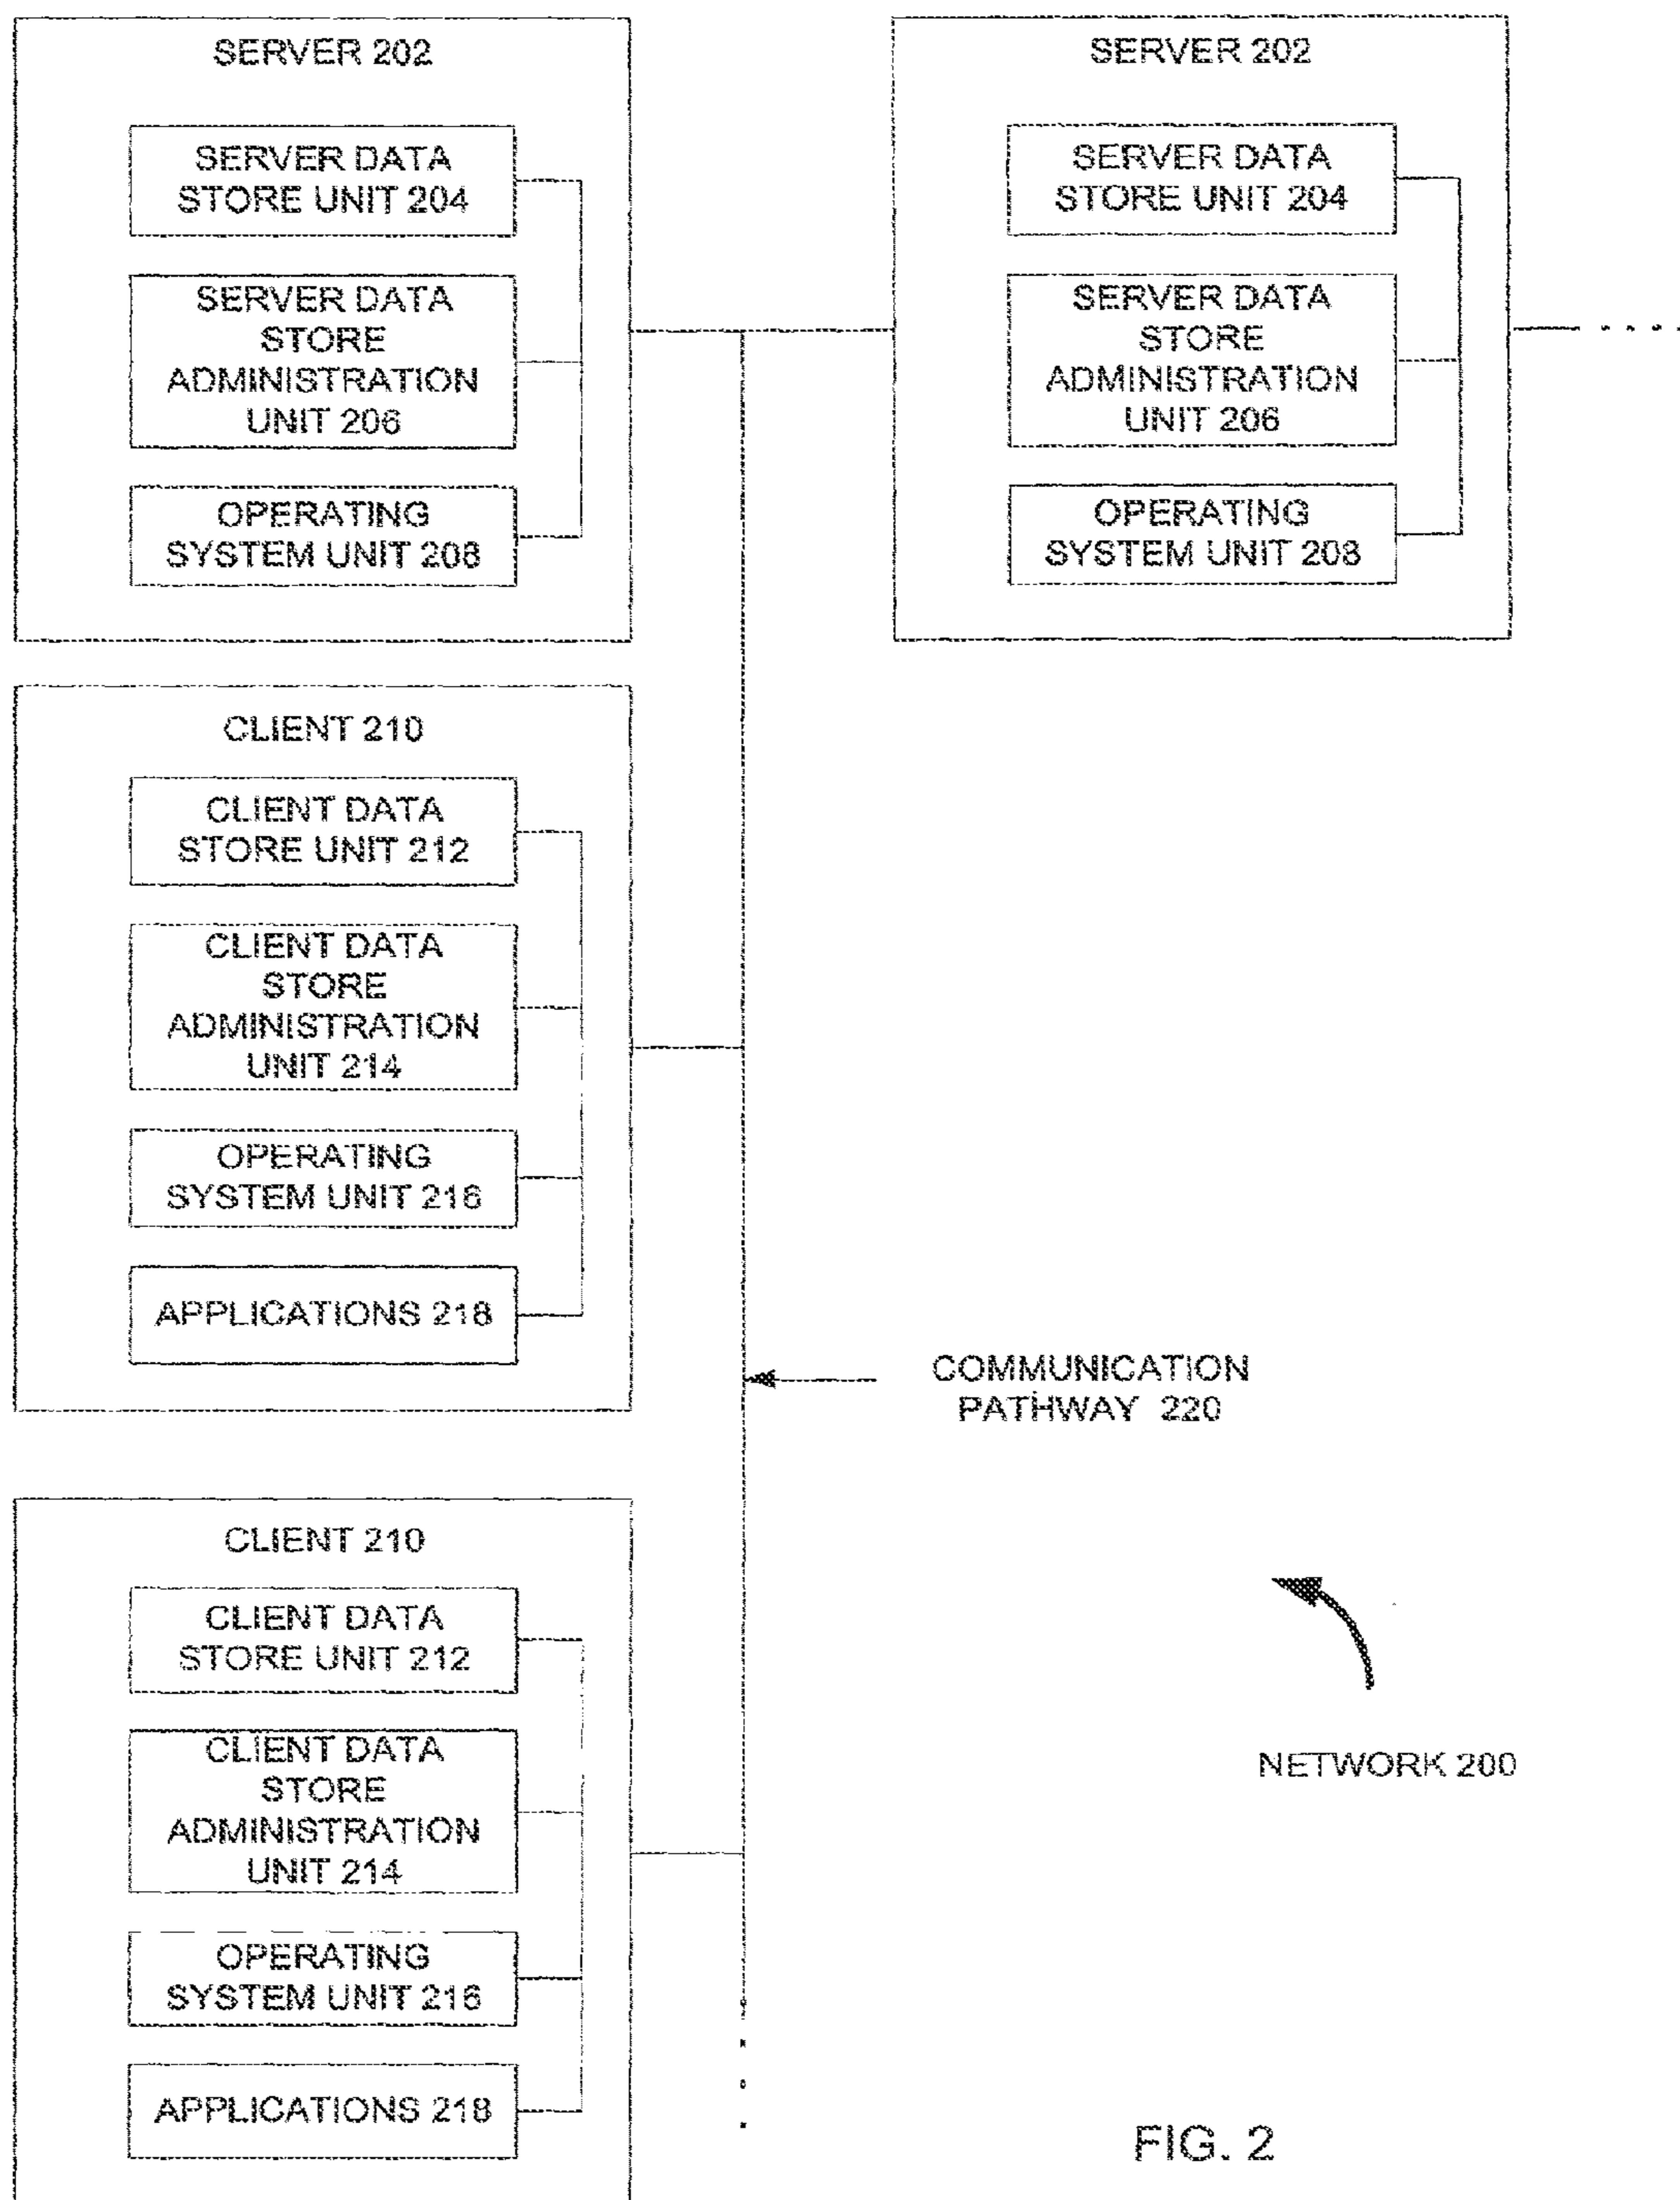 SERVER 202
SERVER DATA
STORE UNIT 204
SERVER DATA
STORE
ADMINISTRATION
UNIT 206
OPERATING
SYSTEM UNIT 208
SERVER 202
SERVER DATA
STORE UNIT 204
SERVER DATA
STORE
ADMINISTRATION
UNIT 206
OPERATING
SYSTEM UNIT 208
CLIENT 210
CLIENT DATA
STORE UNIT 212
CLIENT DATA
STORE
ADMINISTRATION
UNIT 214
OPERATING
SYSTEM UNIT 216
APPLICATIONS 218
COMMUNICATION
PATHWAY 220
CLIENT 210
CLIENT DATA
STORE UNIT 212
CLIENT DATA
STORE
ADMINISTRATION
UNIT 214
OPERATING
SYSTEM UNIT 216
APPLICATIONS 218
NETWORK 200
FIG. 2